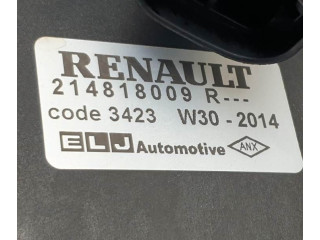 RENAULT
214818009 R---
code 3423 W30 - 2014
ELJ Automotive ANX